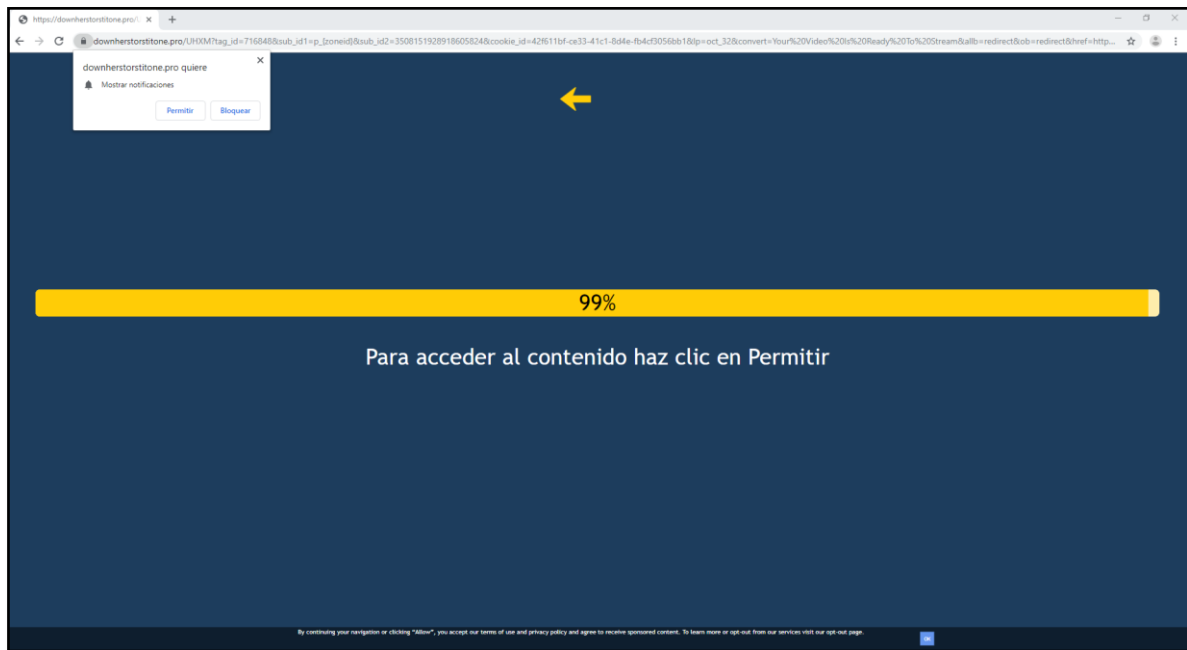 https://downherstorstitone.pro/
downherstorstitone.pro/UHXM?tag_id=716848&sub_id1=p_{zoneid}&sub_id2=3508151928918605824&cookie_id=42f611bf-ce33-41c1-8d4e-fb4cf3056bb1&lp=oct_32&convert=Your%20Video%20Is%20Ready%20To%20Stream&allb=redirect&ob=redirect&href=http...
downherstorstitone.pro quiere
Mostrar notificaciones
Permitir Bloquear
99%
Para acceder al contenido haz clic en Permitir
By continuing your navigation or clicking "Allow", you accept our terms of use and privacy policy and agree to receive sponsored content. To learn more or opt-out from our services visit our opt-out page.
OK